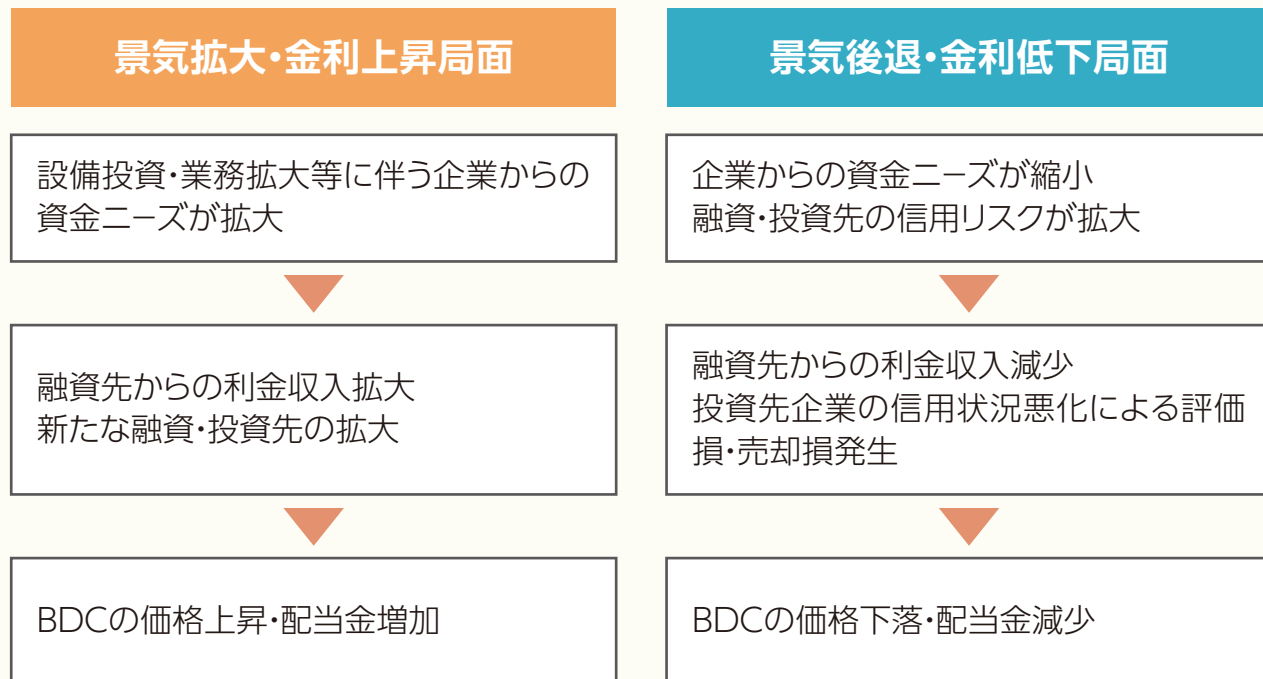 景気拡大・金利上昇局面
設備投資・業務拡大等に伴う企業からの
資金ニーズが拡大
融資先からの利金収入拡大
新たな融資・投資先の拡大
BDCの価格上昇・配当金増加
景気後退・金利低下局面
企業からの資金ニーズが縮小
融資・投資先の信用リスクが拡大
融資先からの利金収入減少
投資先企業の信用状況悪化による評価
損・売却損発生
BDCの価格下落・配当金減少